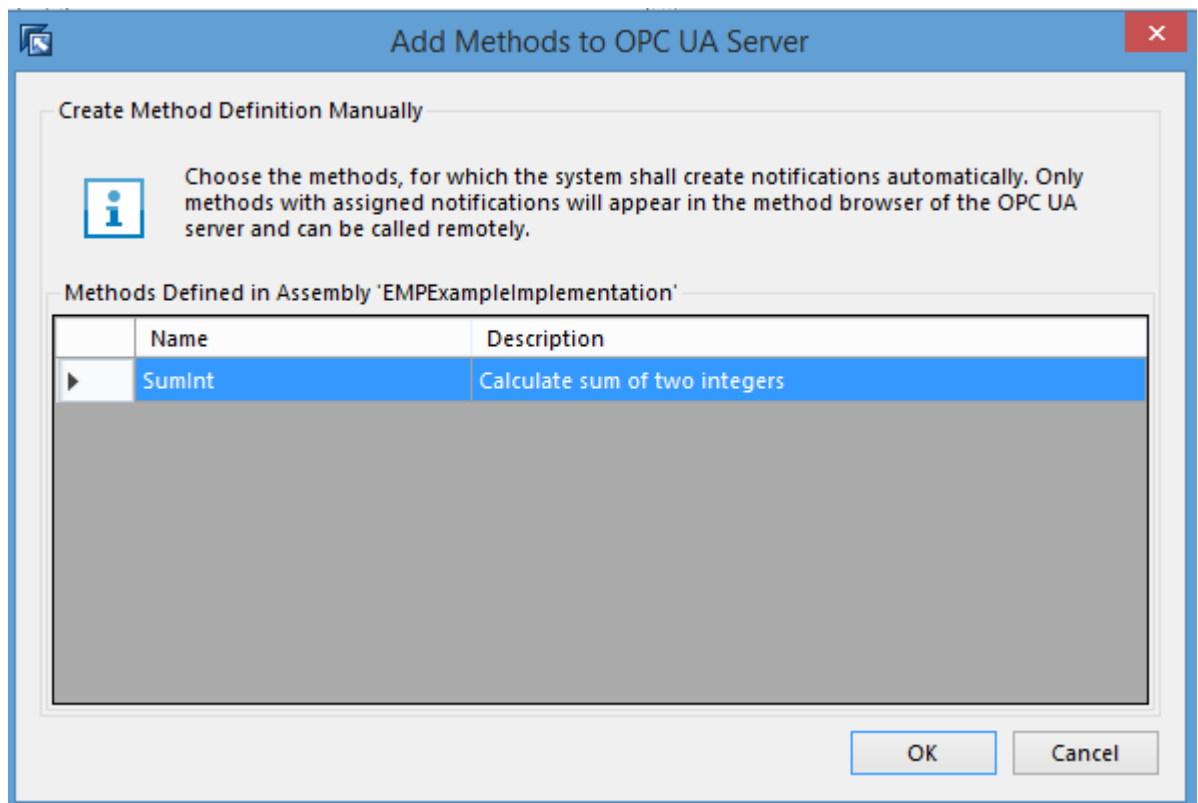 Add Methods to OPC UA Server
Create Method Definition Manually
Choose the methods, for which the system shall create notifications automatically. Only
methods with assigned notifications will appear in the method browser of the OPC UA
server and can be called remotely.
Methods Defined in Assembly 'EMPExampleImplementation'
Name Description
SumInt Calculate sum of two integers
OK Cancel